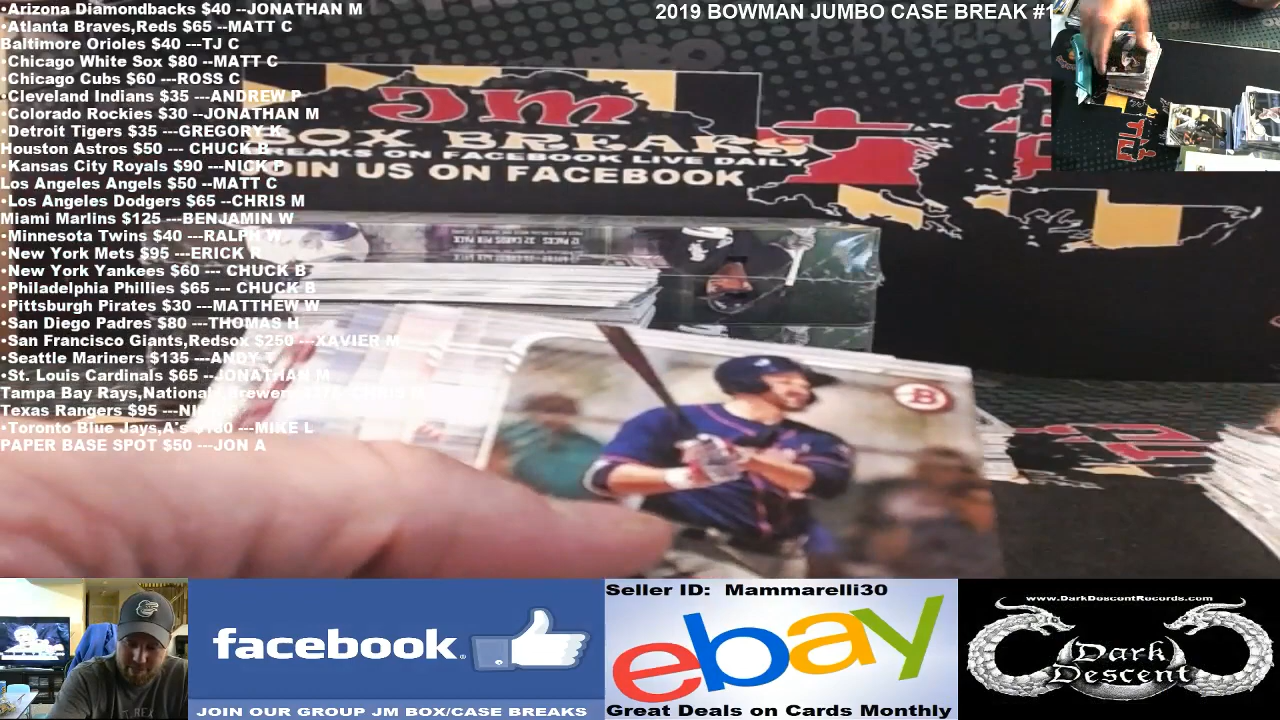 •Arizona Diamondbacks $40 --JONATHAN M
•Atlanta Braves,Reds $65 --MATT C
Baltimore Orioles $40 ---TJ C
•Chicago White Sox $80 --MATT C
•Chicago Cubs $60 ---ROSS C
•Cleveland Indians $35 ---ANDREW P
•Colorado Rockies $30 --JONATHAN M
•Detroit Tigers $35 ---GREGORY K
Houston Astros $50 --- CHUCK B
•Kansas City Royals $90 ---NICK P
Los Angeles Angels $50 --MATT C
•Los Angeles Dodgers $65 --CHRIS M
Miami Marlins $125 ---BENJAMIN W
•Minnesota Twins $40 ---RALPH W
•New York Mets $95 ---ERICK R
•New York Yankees $60 --- CHUCK B
•Philadelphia Phillies $65 --- CHUCK B
•Pittsburgh Pirates $30 ---MATTHEW W
•San Diego Padres $80 ---THOMAS H
•San Francisco Giants,Redsox $250 ---XAVIER M
•Seattle Mariners $135 ---ANDY T
•St. Louis Cardinals $65 --JONATHAN M
Tampa Bay Rays,Nationals,Brewers
Texas Rangers $95
•Toronto Blue Jays,A's ---MIKE L
PAPER BASE SPOT $50 ---JON A
2019 BOWMAN JUMBO CASE BREAK #1
JM
BOX BREAKS
BREAKS ON FACEBOOK LIVE DAILY
JOIN US ON FACEBOOK
12 PACKS 32 CARDS PER PACK
B
facebook.
JOIN OUR GROUP JM BOX/CASE BREAKS
Seller ID: Mammarelli30
ebay
Great Deals on Cards Monthly
www.DarkDescentRecords.com
Dark
Descent